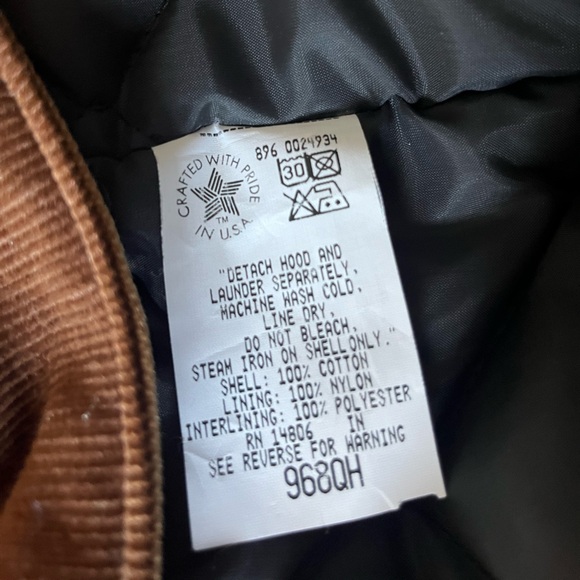 896 0024934
30
CRAFTED WITH PRIDE
IN U.S.A.
TM
"DETACH HOOD AND
LAUNDER SEPARATELY,
MACHINE WASH COLD,
LINE DRY,
DO NOT BLEACH,
STEAM IRON ON SHELL ONLY."
SHELL: 100% COTTON
LINING: 100% NYLON
INTERLINING: 100% POLYESTER
RN 14806 IN
SEE REVERSE FOR WARNING
968QH